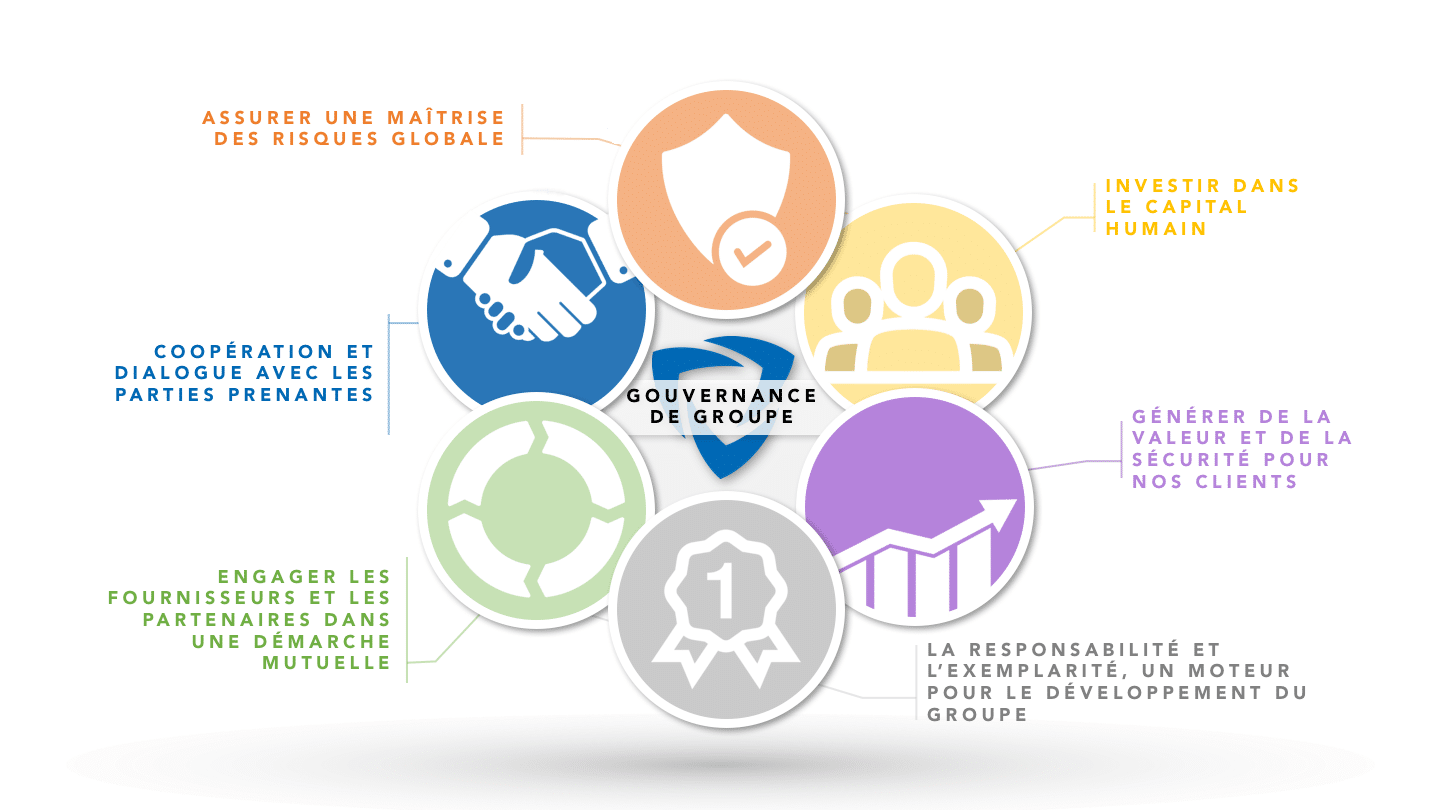 ASSURER UNE MAÎTRISE
DES RISQUES GLOBALE
INVESTIR DANS
LE CAPITAL
HUMAIN
COOPÉRATION ET
DIALOGUE AVEC LES
PARTIES PRENANTES
GOUVERNANCE
DE GROUPE
GÉNÉRER DE LA
VALEUR ET DE LA
SÉCURITÉ POUR
NOS CLIENTS
ENGAGER LES
FOURNISSEURS ET LES
PARTENAIRES DANS
UNE DÉMARCHE
MUTUELLE
1
LA RESPONSABILITÉ ET
L'EXEMPLARITÉ, UN MOTEUR
POUR LE DÉVELOPPEMENT DU
GROUPE